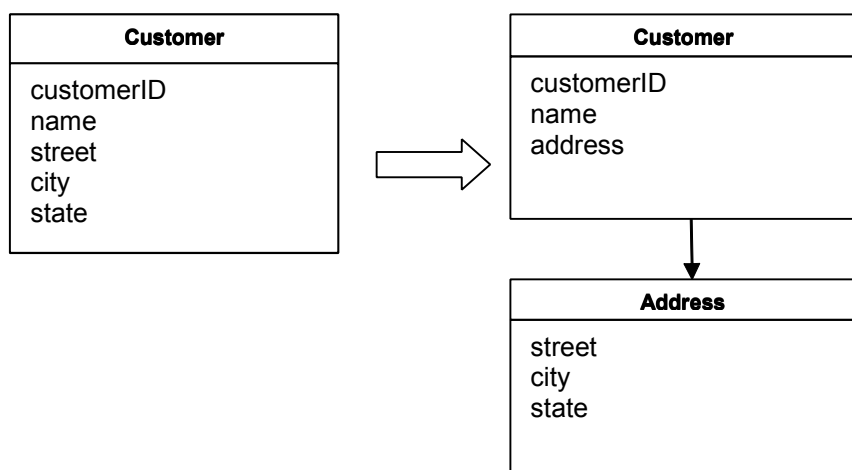 Customer
customerID
name
street
city
state
Customer
customerID
name
address
Address
street
city
state